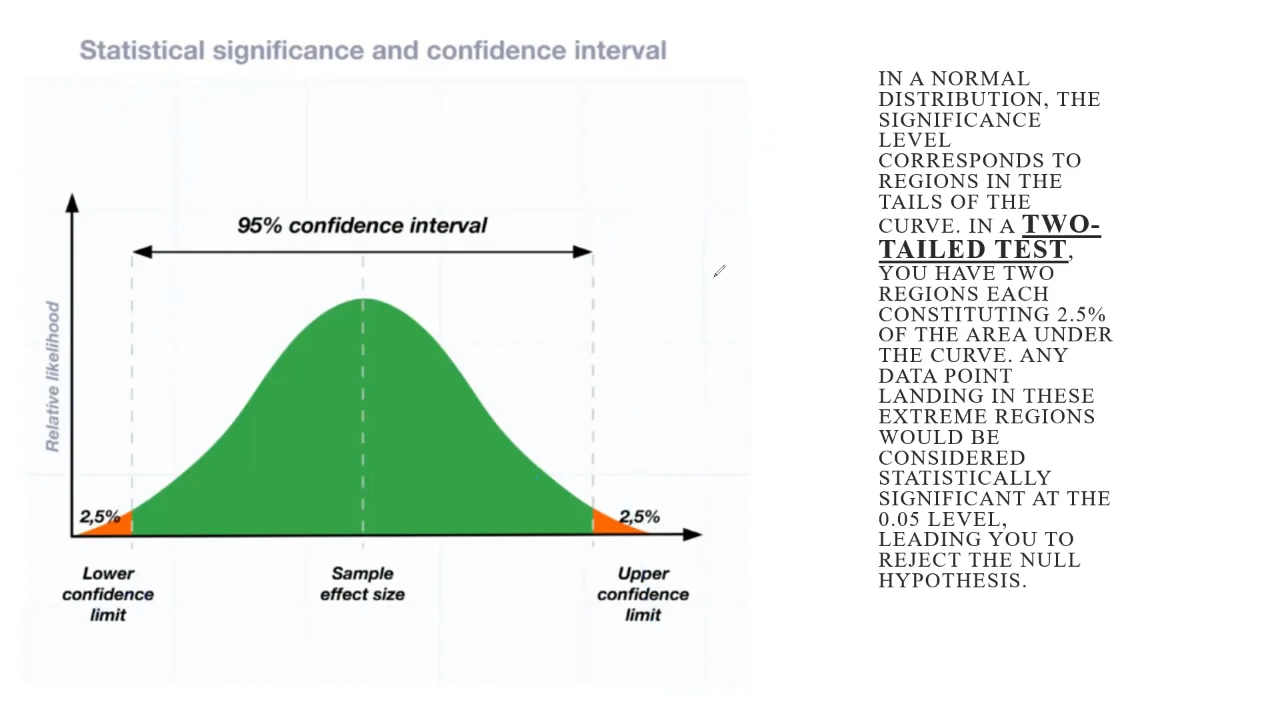 Statistical significance and confidence interval
95% confidence interval
Relative likelihood
2,5%
2,5%
Lower
confidence
limit
Sample
effect size
Upper
confidence
limit
IN A NORMAL
DISTRIBUTION, THE
SIGNIFICANCE
LEVEL
CORRESPONDS TO
REGIONS IN THE
TAILS OF THE
CURVE. IN A TWO-
TAILED TEST,
YOU HAVE TWO
REGIONS EACH
CONSTITUTING 2.5%
OF THE AREA UNDER
THE CURVE. ANY
DATA POINT
LANDING IN THESE
EXTREME REGIONS
WOULD BE
CONSIDERED
STATISTICALLY
SIGNIFICANT AT THE
0.05 LEVEL,
LEADING YOU TO
REJECT THE NULL
HYPOTHESIS.